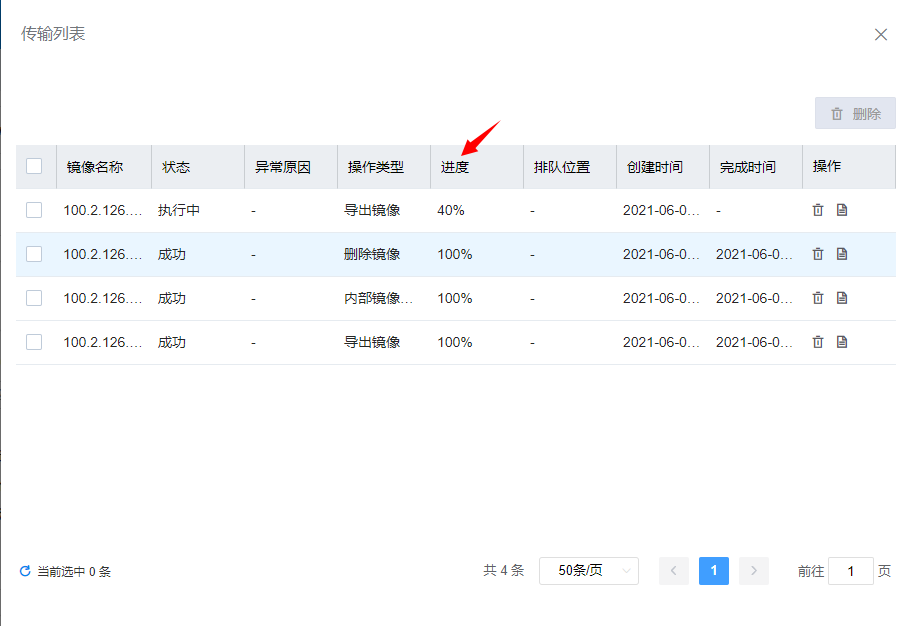 传输列表
删除
镜像名称 状态 异常原因 操作类型 进度 排队位置 创建时间 完成时间 操作
100.2.126.... 执行中 - 导出镜像 40% - 2021-06-0... -
100.2.126.... 成功 - 删除镜像 100% - 2021-06-0... 2021-06-0...
100.2.126.... 成功 - 内部镜像... 100% - 2021-06-0... 2021-06-0...
100.2.126.... 成功 - 导出镜像 100% - 2021-06-0... 2021-06-0...
当前选中 0 条 共 4 条 50条/页 1 前往 1 页